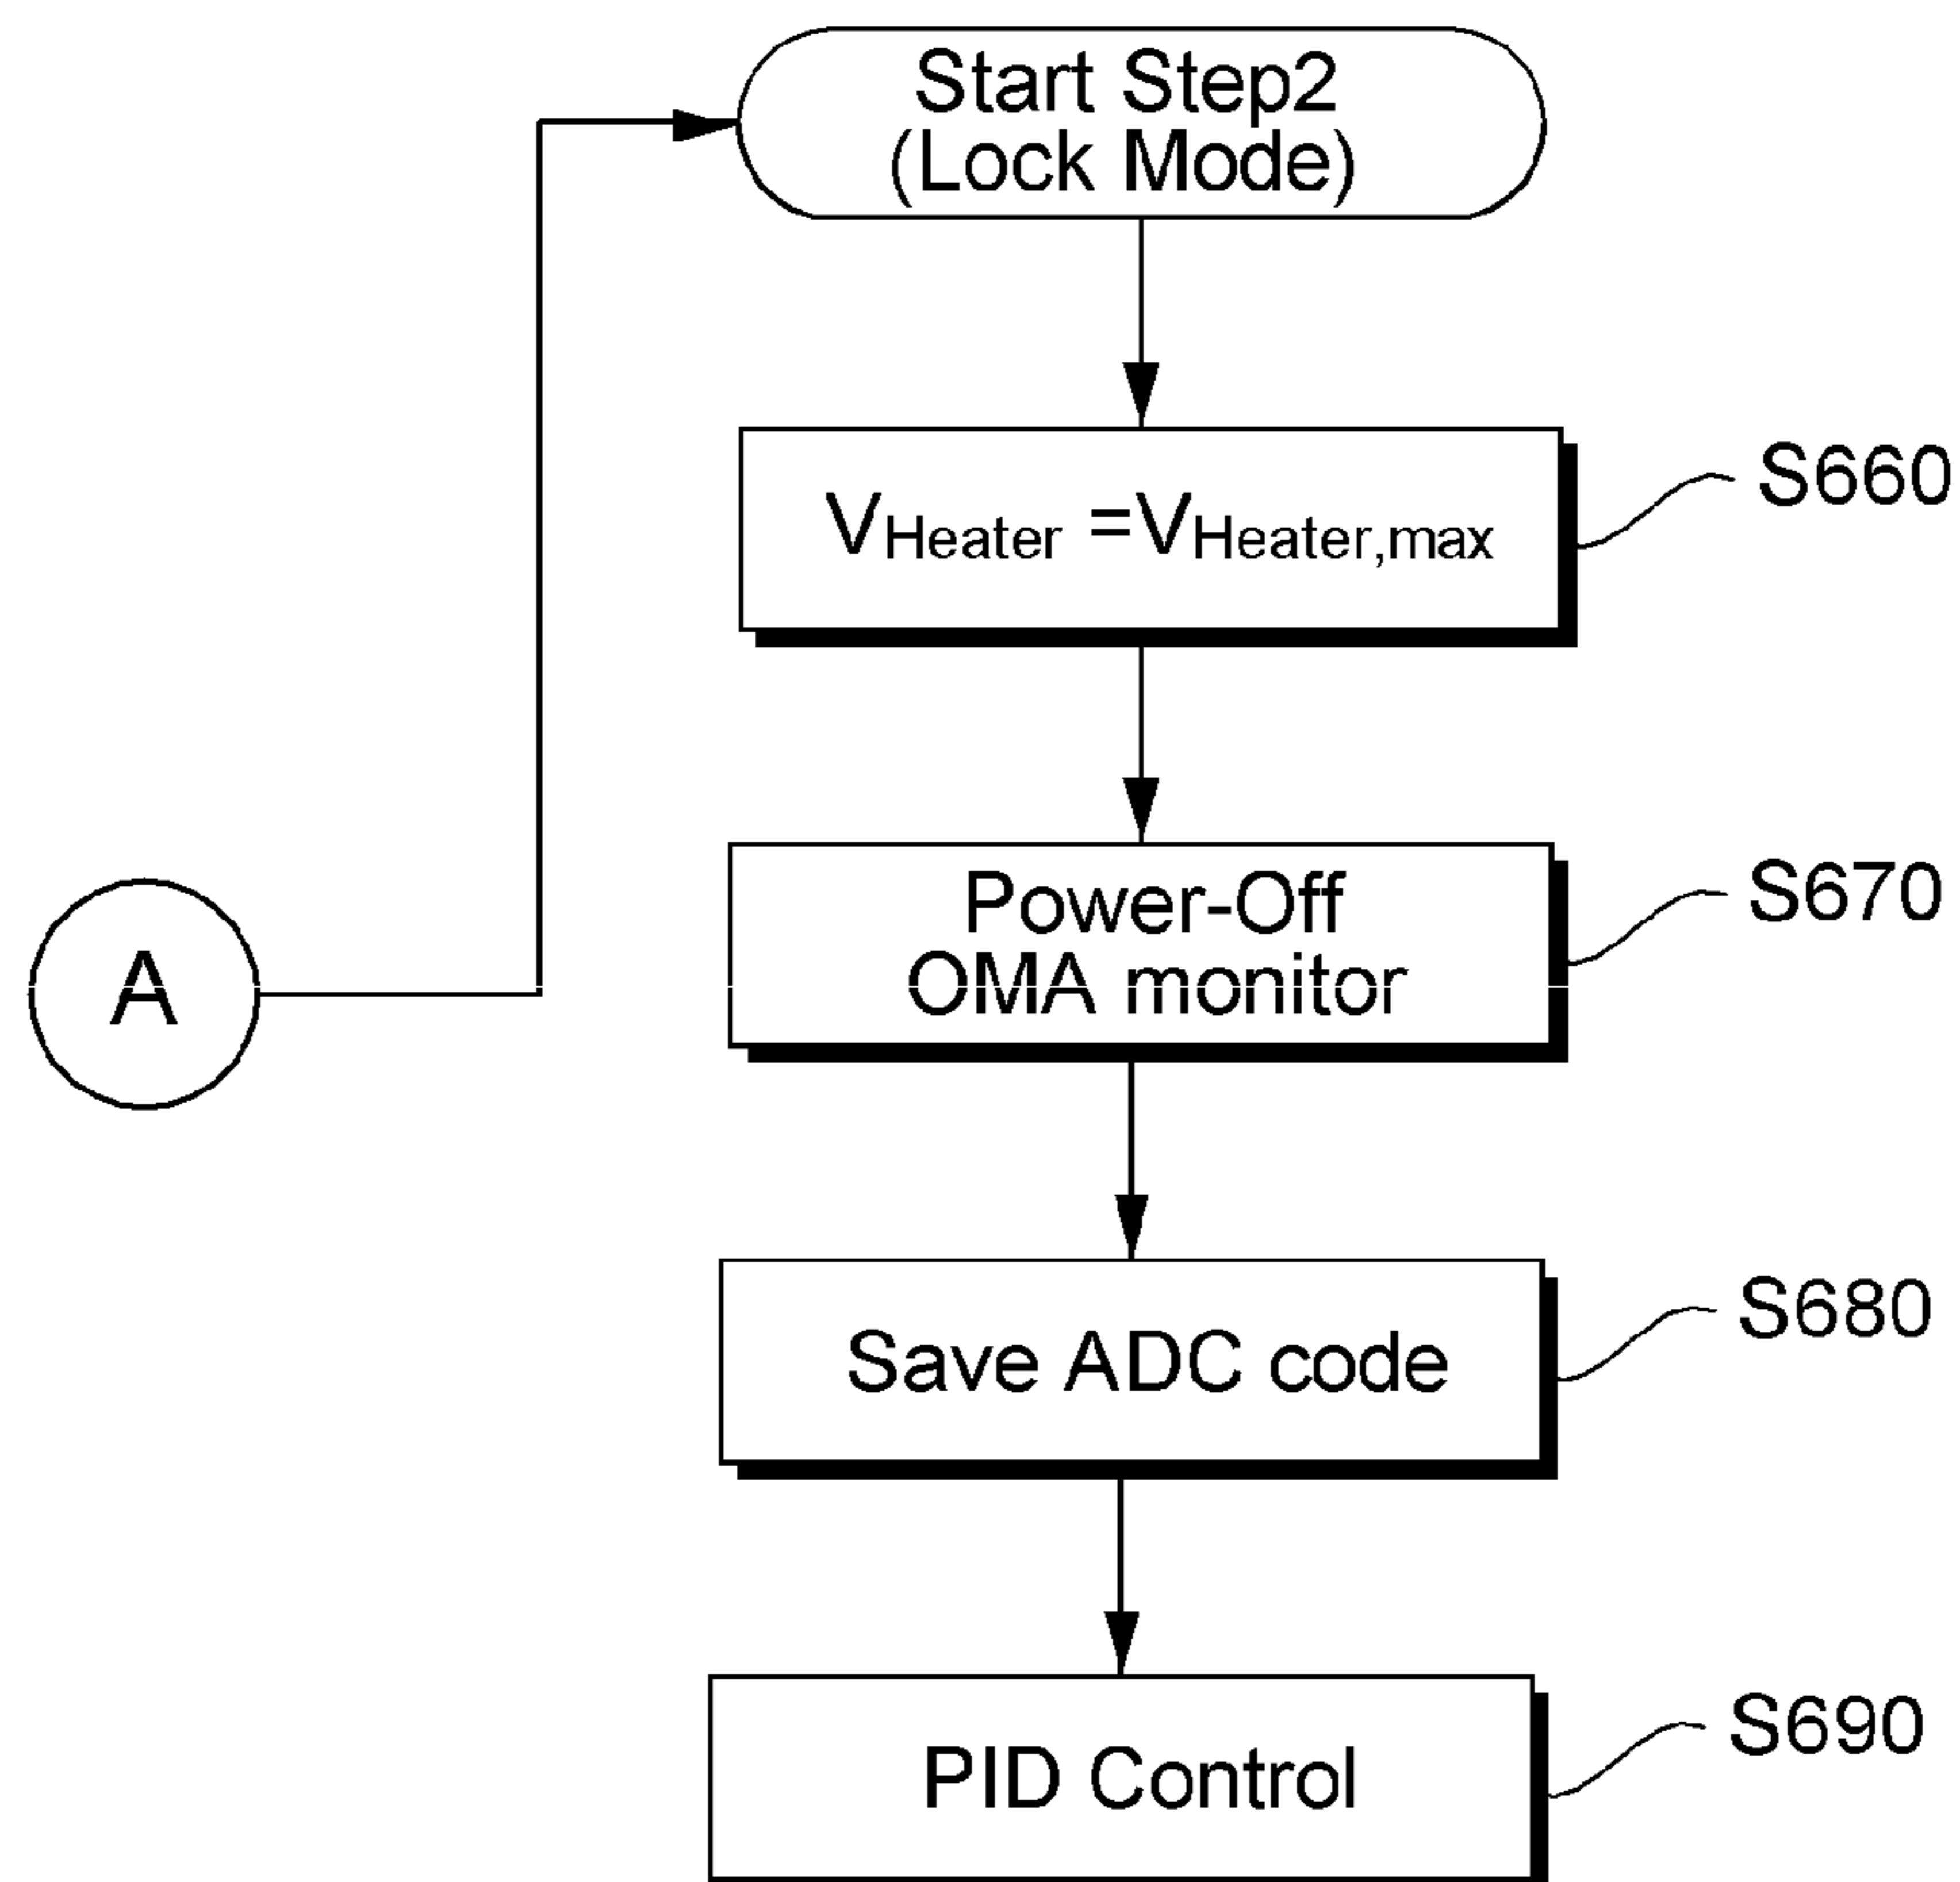 Start Step2
(Lock Mode)
VHeater =VHeater,max
S660
Power-Off
OMA monitor
S670
A
Save ADC code
S680
PID Control
S690